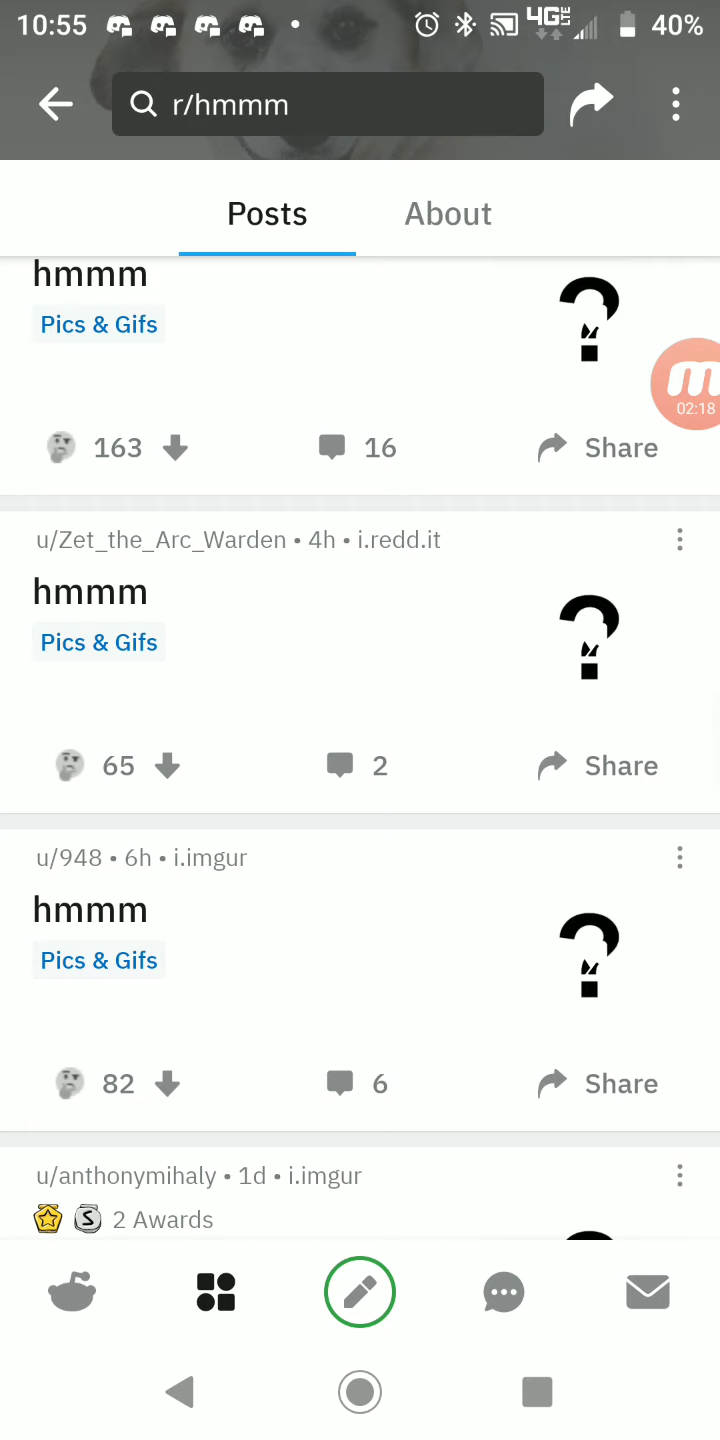 10:55 4G LTE 40%
r/hmmm
Posts About
hmmm
Pics & Gifs
?
m
02:18
163 16 Share
u/Zet_the_Arc_Warden • 4h • i.redd.it
hmmm
Pics & Gifs
?
65 2 Share
u/948 • 6h • i.imgur
hmmm
Pics & Gifs
?
82 6 Share
u/anthonymihaly • 1d • i.imgur
S 2 Awards